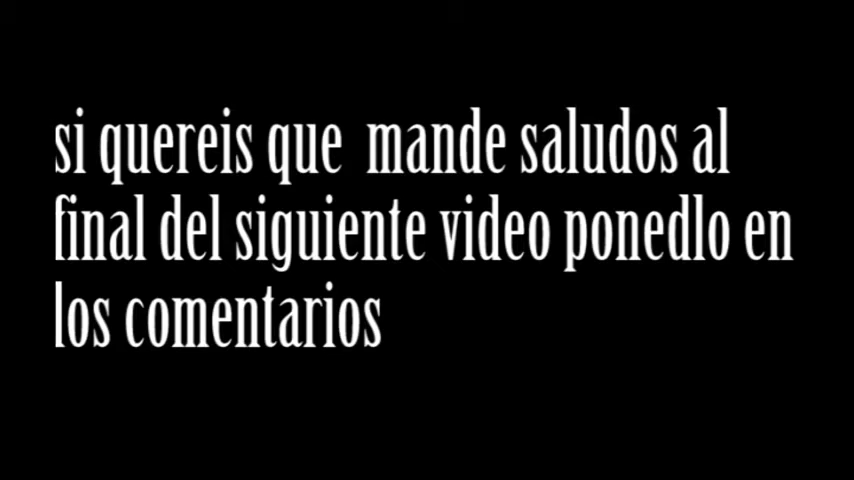 si quereis que mande saludos al
final del siguiente video ponedlo en
los comentarios